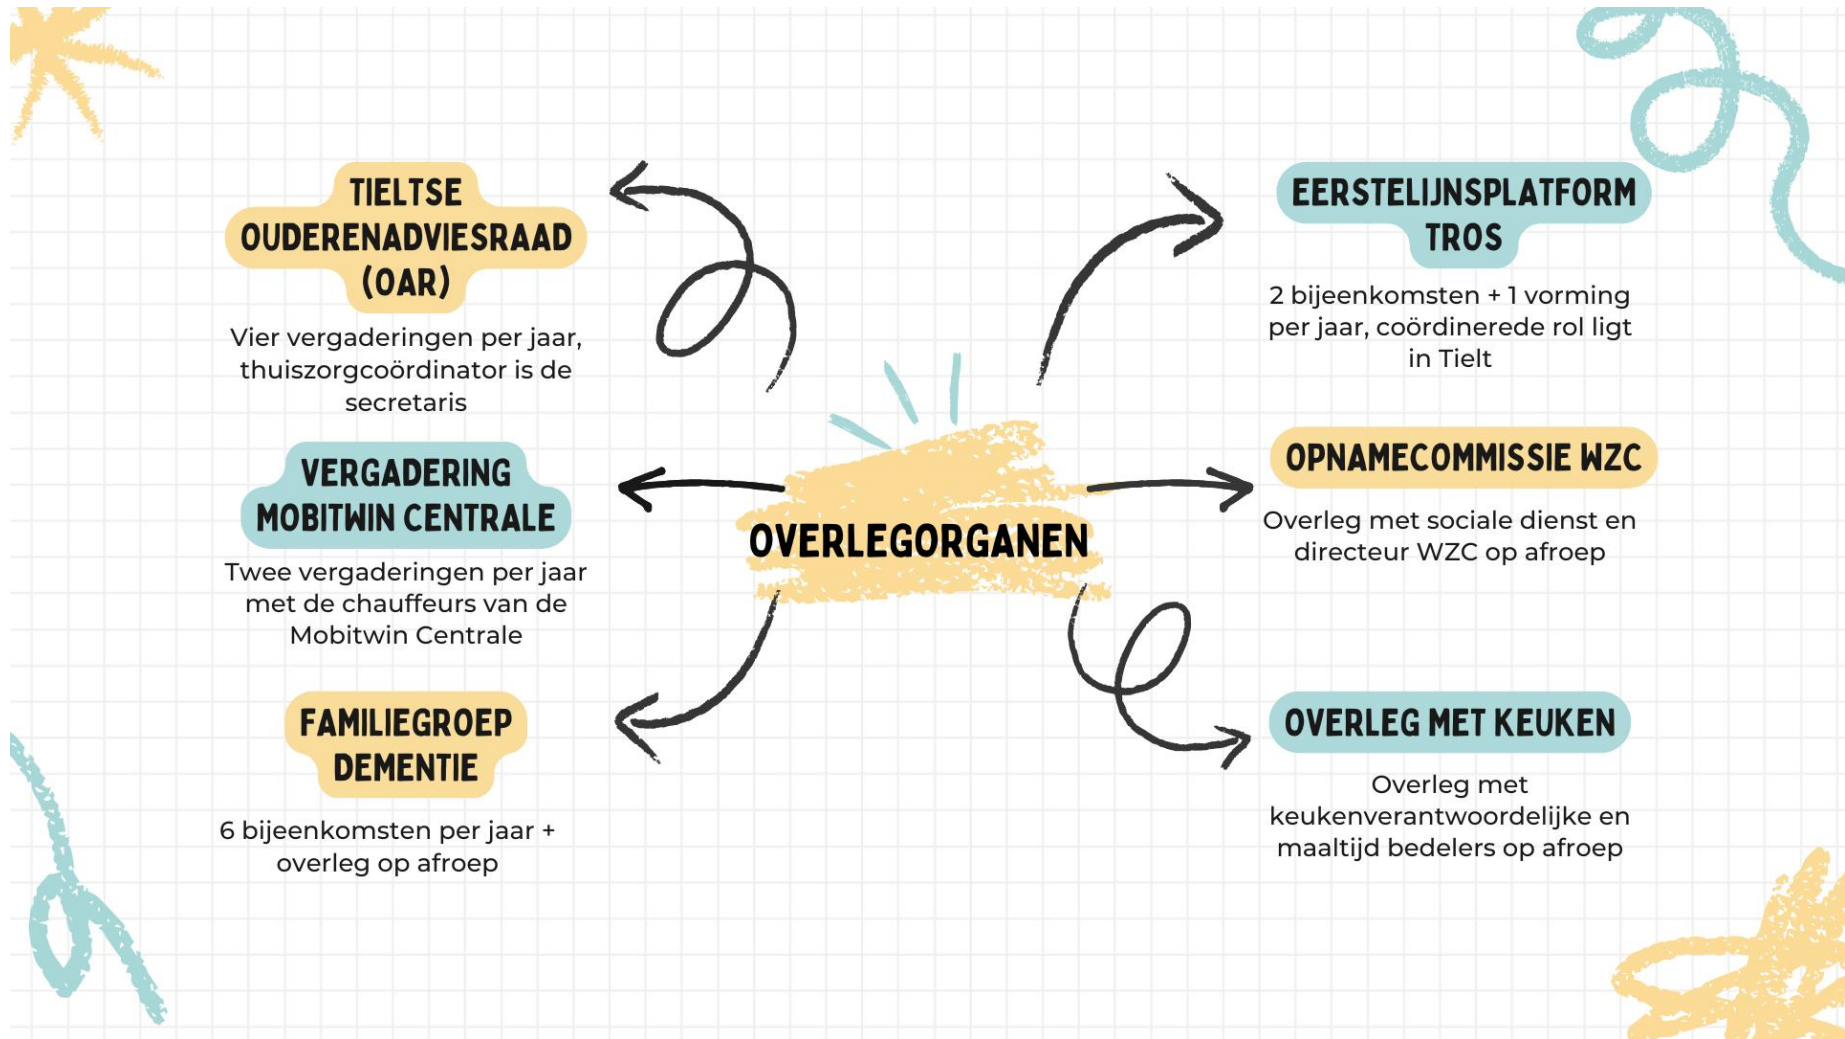 TIELTSE
OUDERENADVIESRAAD
(OAR)
Vier vergaderingen per jaar,
thuiszorgcoördinator is de
secretaris
VERGADERING
MOBITWIN CENTRALE
Twee vergaderingen per jaar
met de chauffeurs van de
Mobitwin Centrale
FAMILIEGROEP
DEMENTIE
6 bijeenkomsten per jaar +
overleg op afroep
OVERLEGORGANEN
EERSTELIJNSPLATFORM
TROS
2 bijeenkomsten + 1 vorming
per jaar, coördinerede rol ligt
in Tielt
OPNAMECOMMISSIE WZC
Overleg met sociale dienst en
directeur WZC op afroep
OVERLEG MET KEUKEN
Overleg met
keukenverantwoordelijke en
maaltijd bedelers op afroep